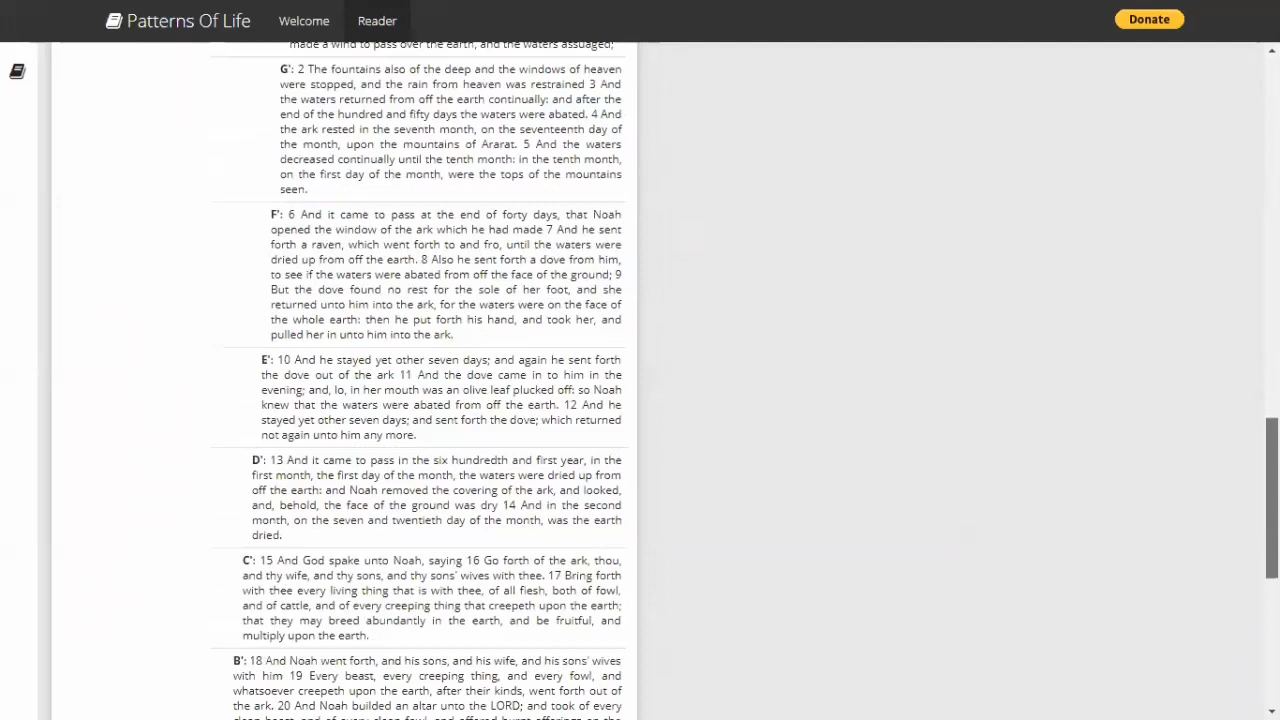 Patterns Of Life
Welcome
Reader
Donate
made a wind to pass over the earth, and the waters assuaged;
G': 2 The fountains also of the deep and the windows of heaven
were stopped, and the rain from heaven was restrained 3 And
the waters returned from off the earth continually: and after the
end of the hundred and fifty days the waters were abated. 4 And
the ark rested in the seventh month, on the seventeenth day of
the month, upon the mountains of Ararat. 5 And the waters
decreased continually until the tenth month: in the tenth month,
on the first day of the month, were the tops of the mountains
seen.
F': 6 And it came to pass at the end of forty days, that Noah
opened the window of the ark which he had made 7 And he sent
forth a raven, which went forth to and fro, until the waters were
dried up from off the earth. 8 Also he sent forth a dove from him,
to see if the waters were abated from off the face of the ground; 9
But the dove found no rest for the sole of her foot, and she
returned unto him into the ark, for the waters were on the face of
the whole earth: then he put forth his hand, and took her, and
pulled her in unto him into the ark.
E': 10 And he stayed yet other seven days; and again he sent forth
the dove out of the ark 11 And the dove came in to him in the
evening; and, lo, in her mouth was an olive leaf plucked off: so Noah
knew that the waters were abated from off the earth. 12 And he
stayed yet other seven days; and sent forth the dove; which returned
not again unto him any more.
D': 13 And it came to pass in the six hundredth and first year, in the
first month, the first day of the month, the waters were dried up from
off the earth: and Noah removed the covering of the ark, and looked,
and, behold, the face of the ground was dry 14 And in the second
month, on the seven and twentieth day of the month, was the earth
dried.
C': 15 And God spake unto Noah, saying 16 Go forth of the ark, thou,
and thy wife, and thy sons, and thy sons' wives with thee. 17 Bring forth
with thee every living thing that is with thee, of all flesh, both of fowl,
and of cattle, and of every creeping thing that creepeth upon the earth;
that they may breed abundantly in the earth, and be fruitful, and
multiply upon the earth.
B': 18 And Noah went forth, and his sons, and his wife, and his sons' wives
with him 19 Every beast, every creeping thing, and every fowl, and
whatsoever creepeth upon the earth, after their kinds, went forth out of
the ark. 20 And Noah builded an altar unto the LORD; and took of every
clean beast, and of every clean fowl, and offered burnt offerings on the